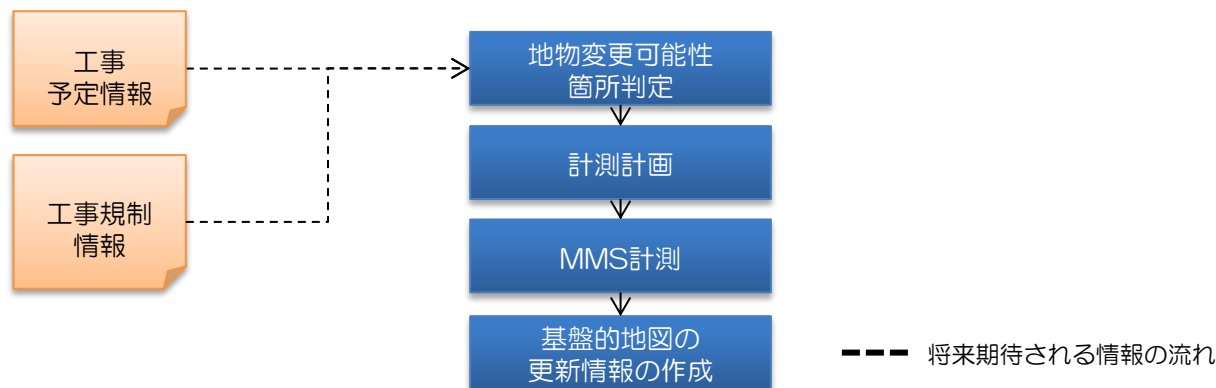 工事
予定情報
工事規制
情報
地物変更可能性
箇所判定
計測計画
MMS計測
基盤的地図の
更新情報の作成
将来期待される情報の流れ